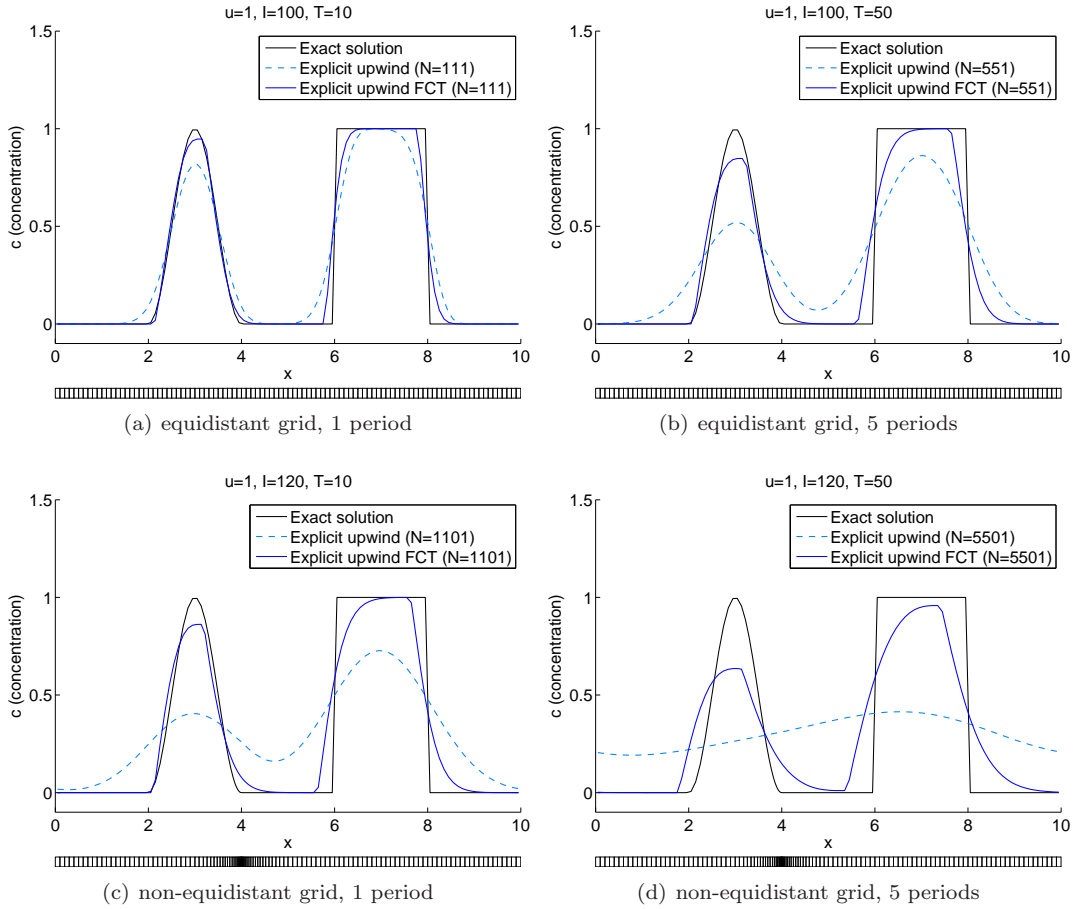 u=1, I=100, T=10
1.5
1
0.5
0
c (concentration)
Exact solution
Explicit upwind (N=111)
Explicit upwind FCT (N=111)
0 2 4 6 8 10
x
(a) equidistant grid, 1 period
u=1, I=100, T=50
1.5
1
0.5
0
c (concentration)
Exact solution
Explicit upwind (N=551)
Explicit upwind FCT (N=551)
0 2 4 6 8 10
x
(b) equidistant grid, 5 periods
u=1, I=120, T=10
1.5
1
0.5
0
c (concentration)
Exact solution
Explicit upwind (N=1101)
Explicit upwind FCT (N=1101)
0 2 4 6 8 10
x
(c) non-equidistant grid, 1 period
u=1, I=120, T=50
1.5
1
0.5
0
c (concentration)
Exact solution
Explicit upwind (N=5501)
Explicit upwind FCT (N=5501)
0 2 4 6 8 10
x
(d) non-equidistant grid, 5 periods